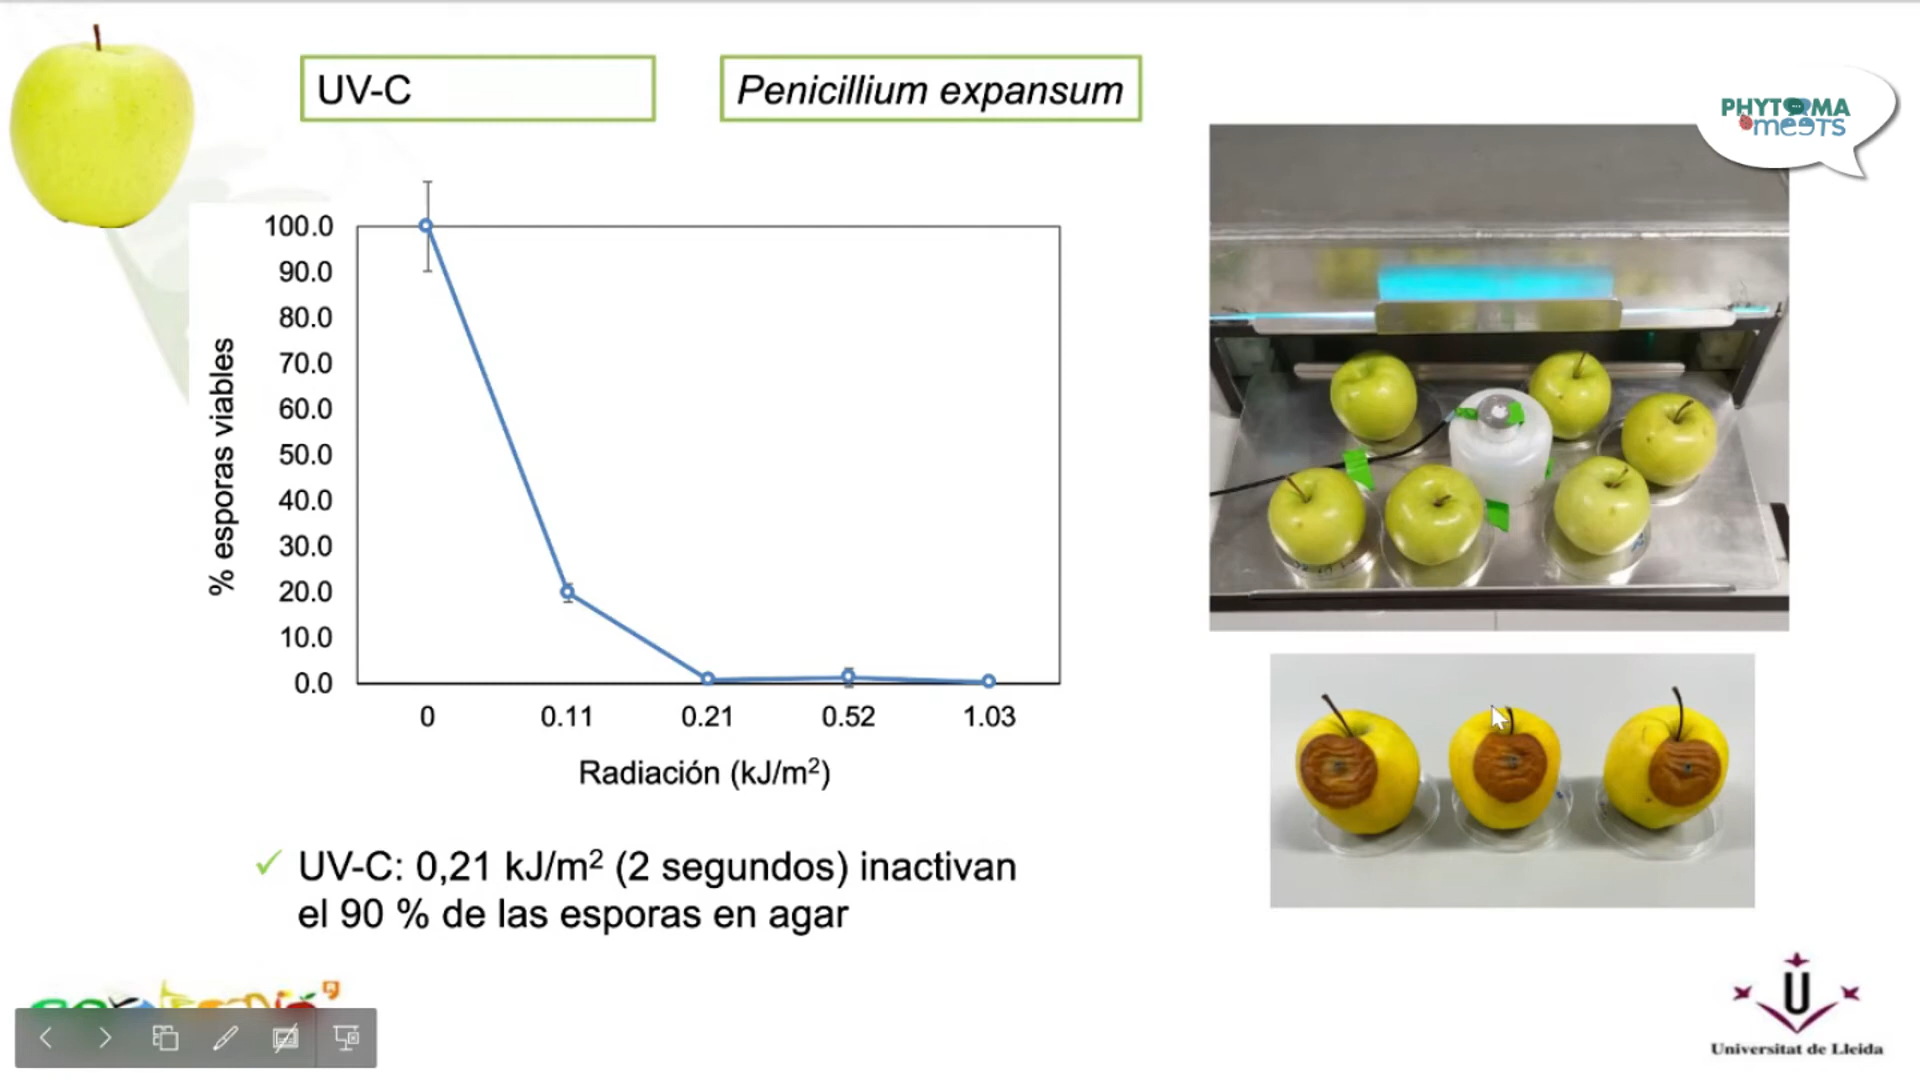 UV-C
Penicillium expansum
PHYTOMA
meets
% esporas viables
100.0
90.0
80.0
70.0
60.0
50.0
40.0
30.0
20.0
10.0
0.0
0 0.11 0.21 0.52 1.03
Radiación (kJ/m²)
✓ UV-C: 0,21 kJ/m² (2 segundos) inactivan
el 90 % de las esporas en agar
U
Universitat de Lleida